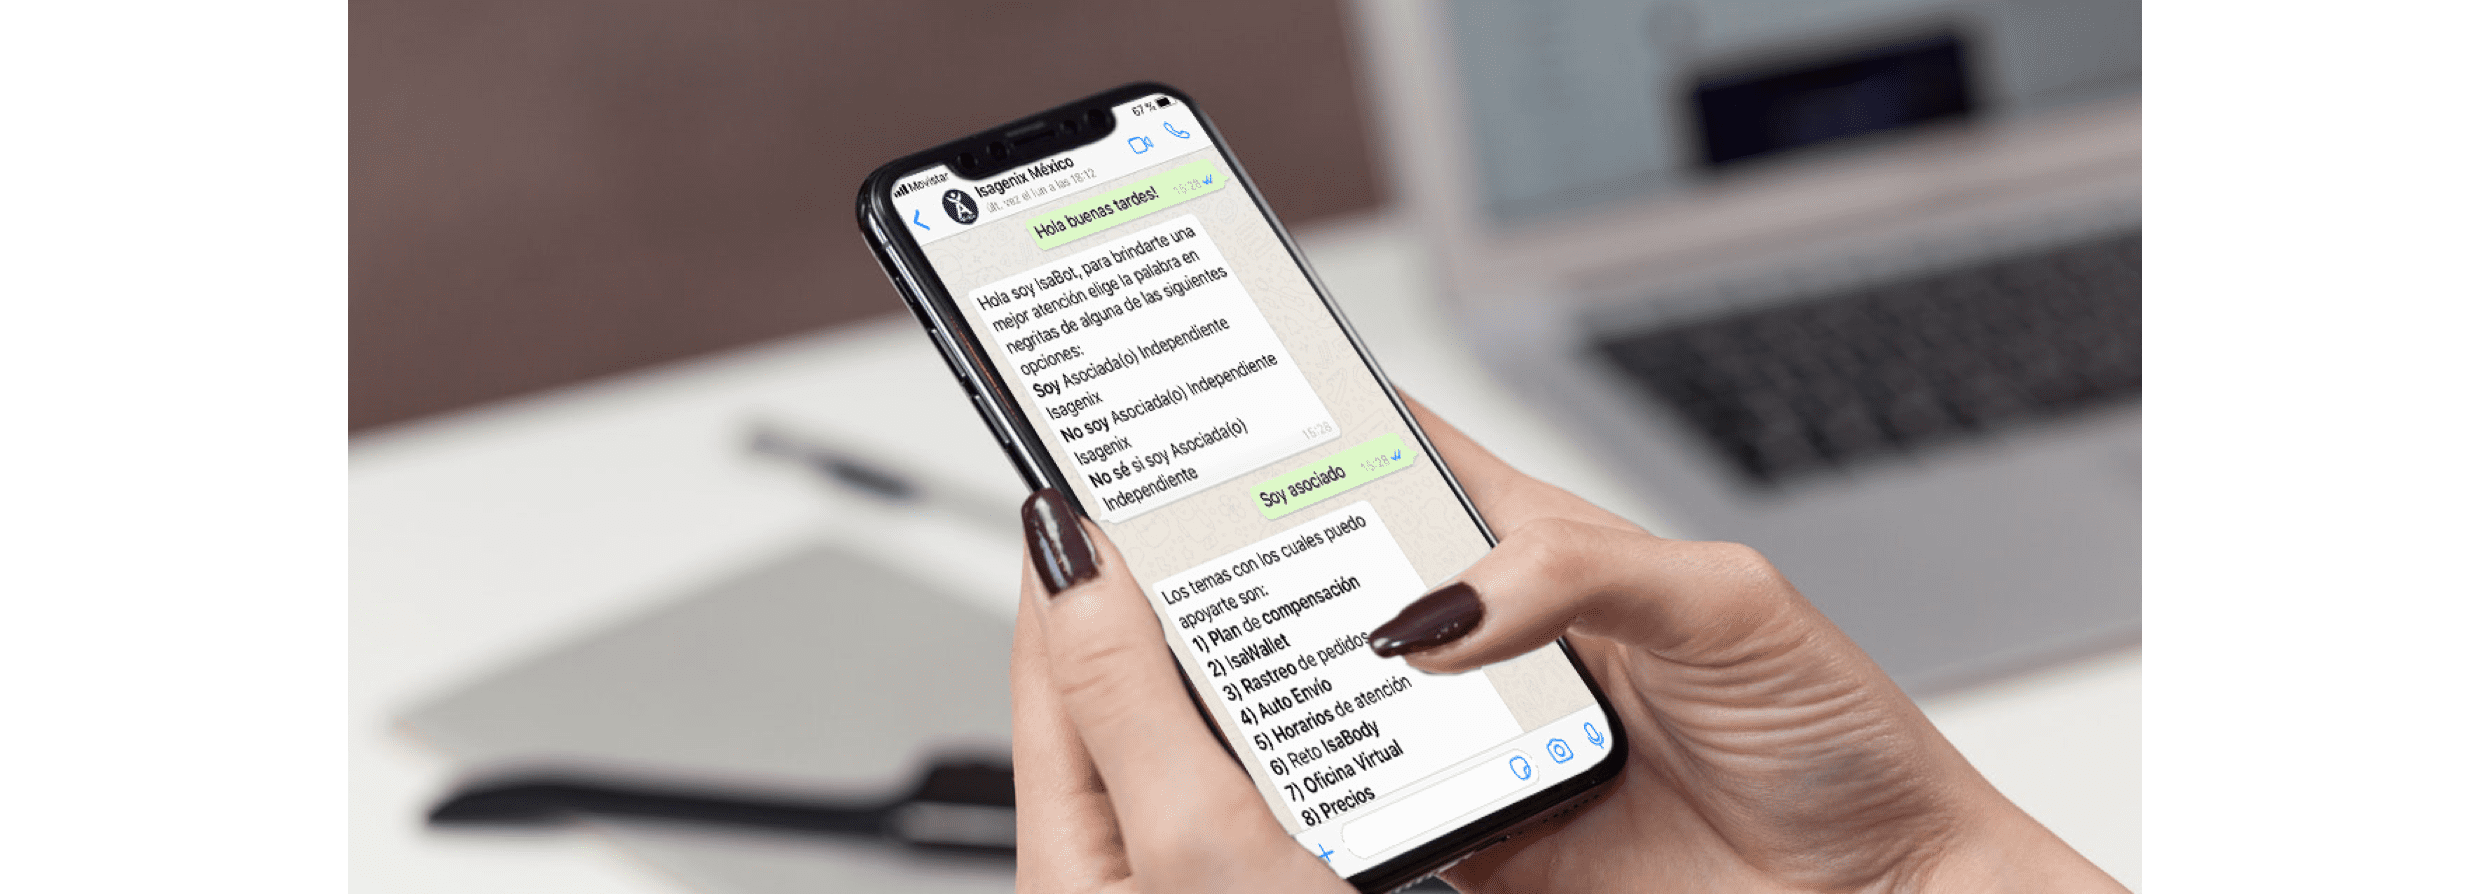 Movistar
67 %
Isagenix México
últ. vez el lun a las 18:12
Hola buenas tardes!
15:28
Hola soy IsaBot, para brindarte una
mejor atención elige la palabra en
negritas de alguna de las siguientes
opciones:
Soy Asociada(o) Independiente
Isagenix
No soy Asociada(o) Independiente
Isagenix
No sé si soy Asociada(o)
Independiente
15:28
Soy asociado
15:28
Los temas con los cuales puedo
apoyarte son:
1) Plan de compensación
2) IsaWallet
3) Rastreo de pedidos
4) Auto Envío
5) Horarios de atención
6) Reto IsaBody
7) Oficina Virtual
8) Precios